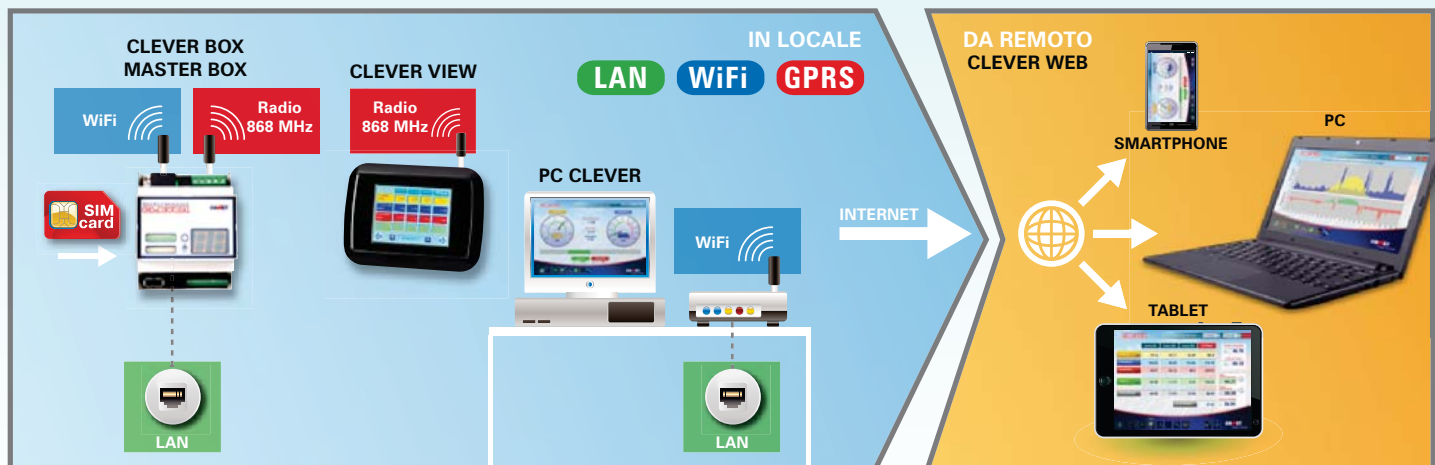 CLEVER BOX
MASTER BOX
WiFi
Radio
868 MHz
SIM
card
LAN
CLEVER VIEW
Radio
868 MHz
IN LOCALE
LAN WiFi GPRS
PC CLEVER
WiFi
LAN
INTERNET
DA REMOTO
CLEVER WEB
SMARTPHONE
PC
TABLET